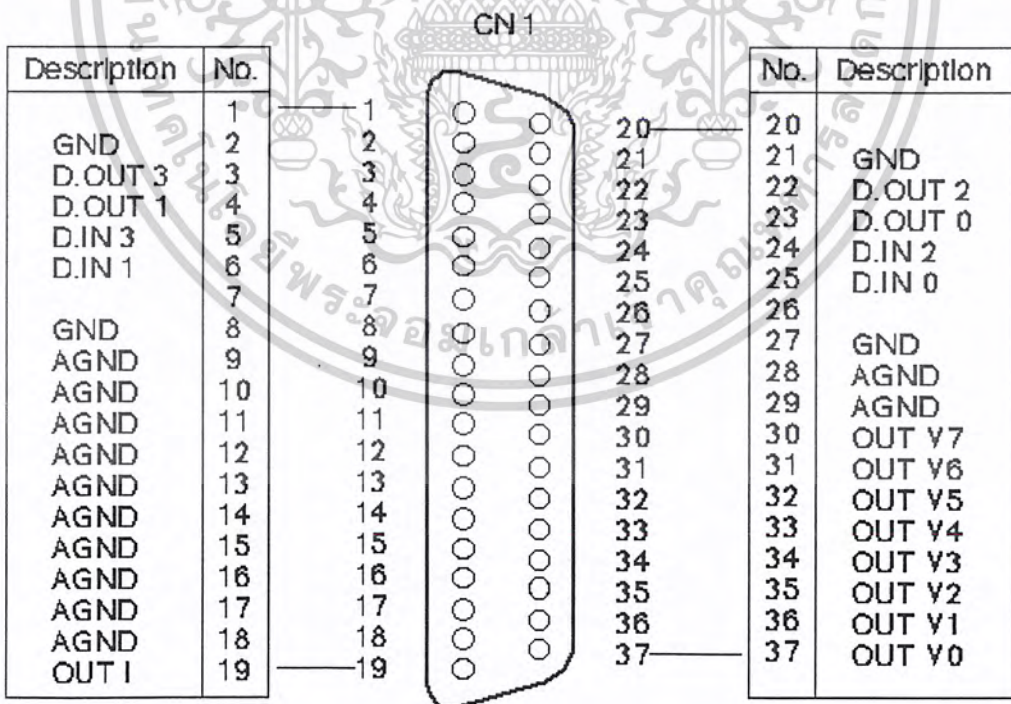 CN 1
Description No. No. Description
1 1 20 20
GND 2 2 21 21 GND
D.OUT 3 3 3 22 22 D.OUT 2
D.OUT 1 4 4 23 23 D.OUT 0
D.IN 3 5 5 24 24 D.IN 2
D.IN 1 6 6 25 25 D.IN 0
7 7 26 26
GND 8 8 27 27 GND
AGND 9 9 28 28 AGND
AGND 10 10 29 29 AGND
AGND 11 11 30 30 OUT V7
AGND 12 12 31 31 OUT V6
AGND 13 13 32 32 OUT V5
AGND 14 14 33 33 OUT V4
AGND 15 15 34 34 OUT V3
AGND 16 16 35 35 OUT V2
AGND 17 17 36 36 OUT V1
AGND 18 18 37 37 OUT V0
OUT I 19 19